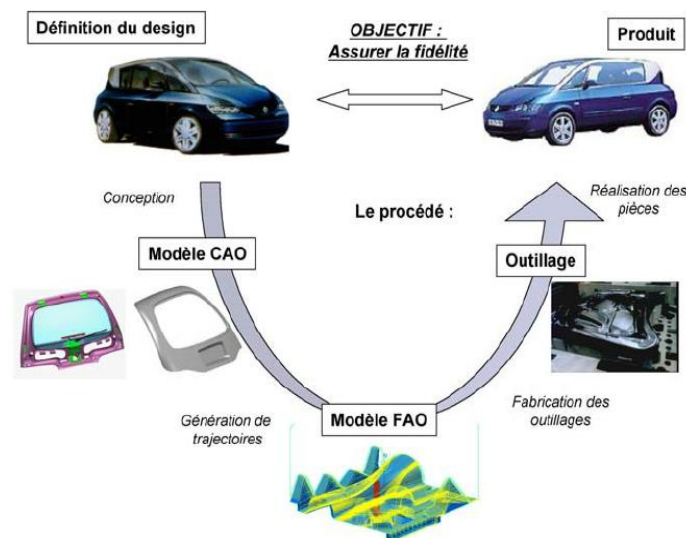 Définition du design
OBJECTIF :
Assurer la fidélité
Produit
Conception
Le procédé :
Réalisation des
pièces
Modèle CAO
Outillage
Génération de
trajectoires
Modèle FAO
Fabrication des
outillages